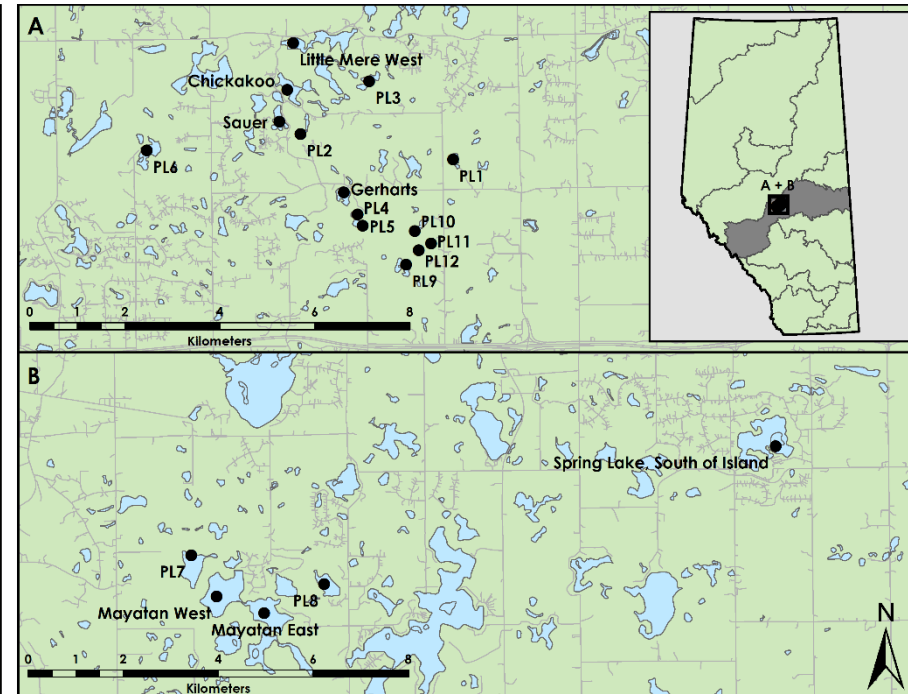 A
Little Mere West
Chickakoo
PL3
Sauer
PL2
PL6
PL1
Gerharts
PL4
PL5
PL10
PL11
PL12
PL9
0 2 4 6 8
Kilometers
A + B
B
Spring Lake, South of Island
PL7
PL8
Mayatan West
Mayatan East
0 2 4 6 8
Kilometers
N